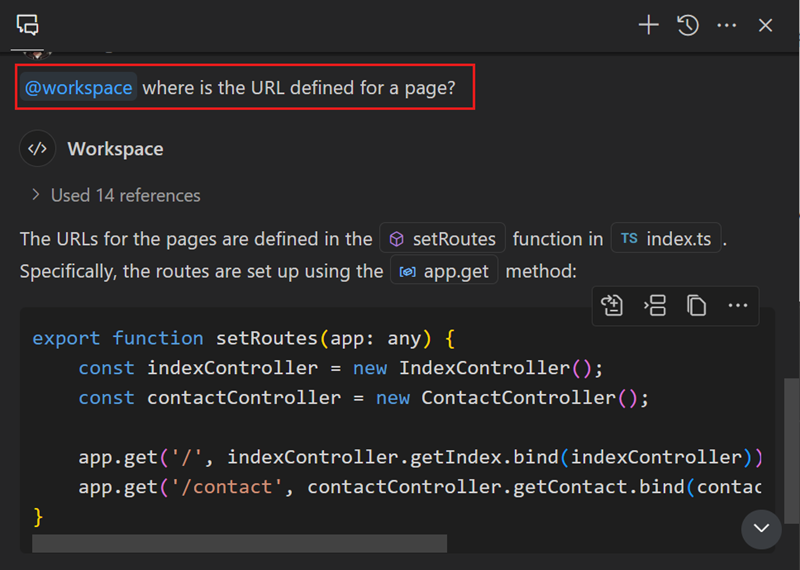 @workspace where is the URL defined for a page?
</> Workspace
> Used 14 references
The URLs for the pages are defined in the setRoutes function in TS index.ts .
Specifically, the routes are set up using the app.get method:
export function setRoutes(app: any) {
const indexController = new IndexController();
const contactController = new ContactController();
app.get('/', indexController.getIndex.bind(indexController))
app.get('/contact', contactController.getContact.bind(contac
}